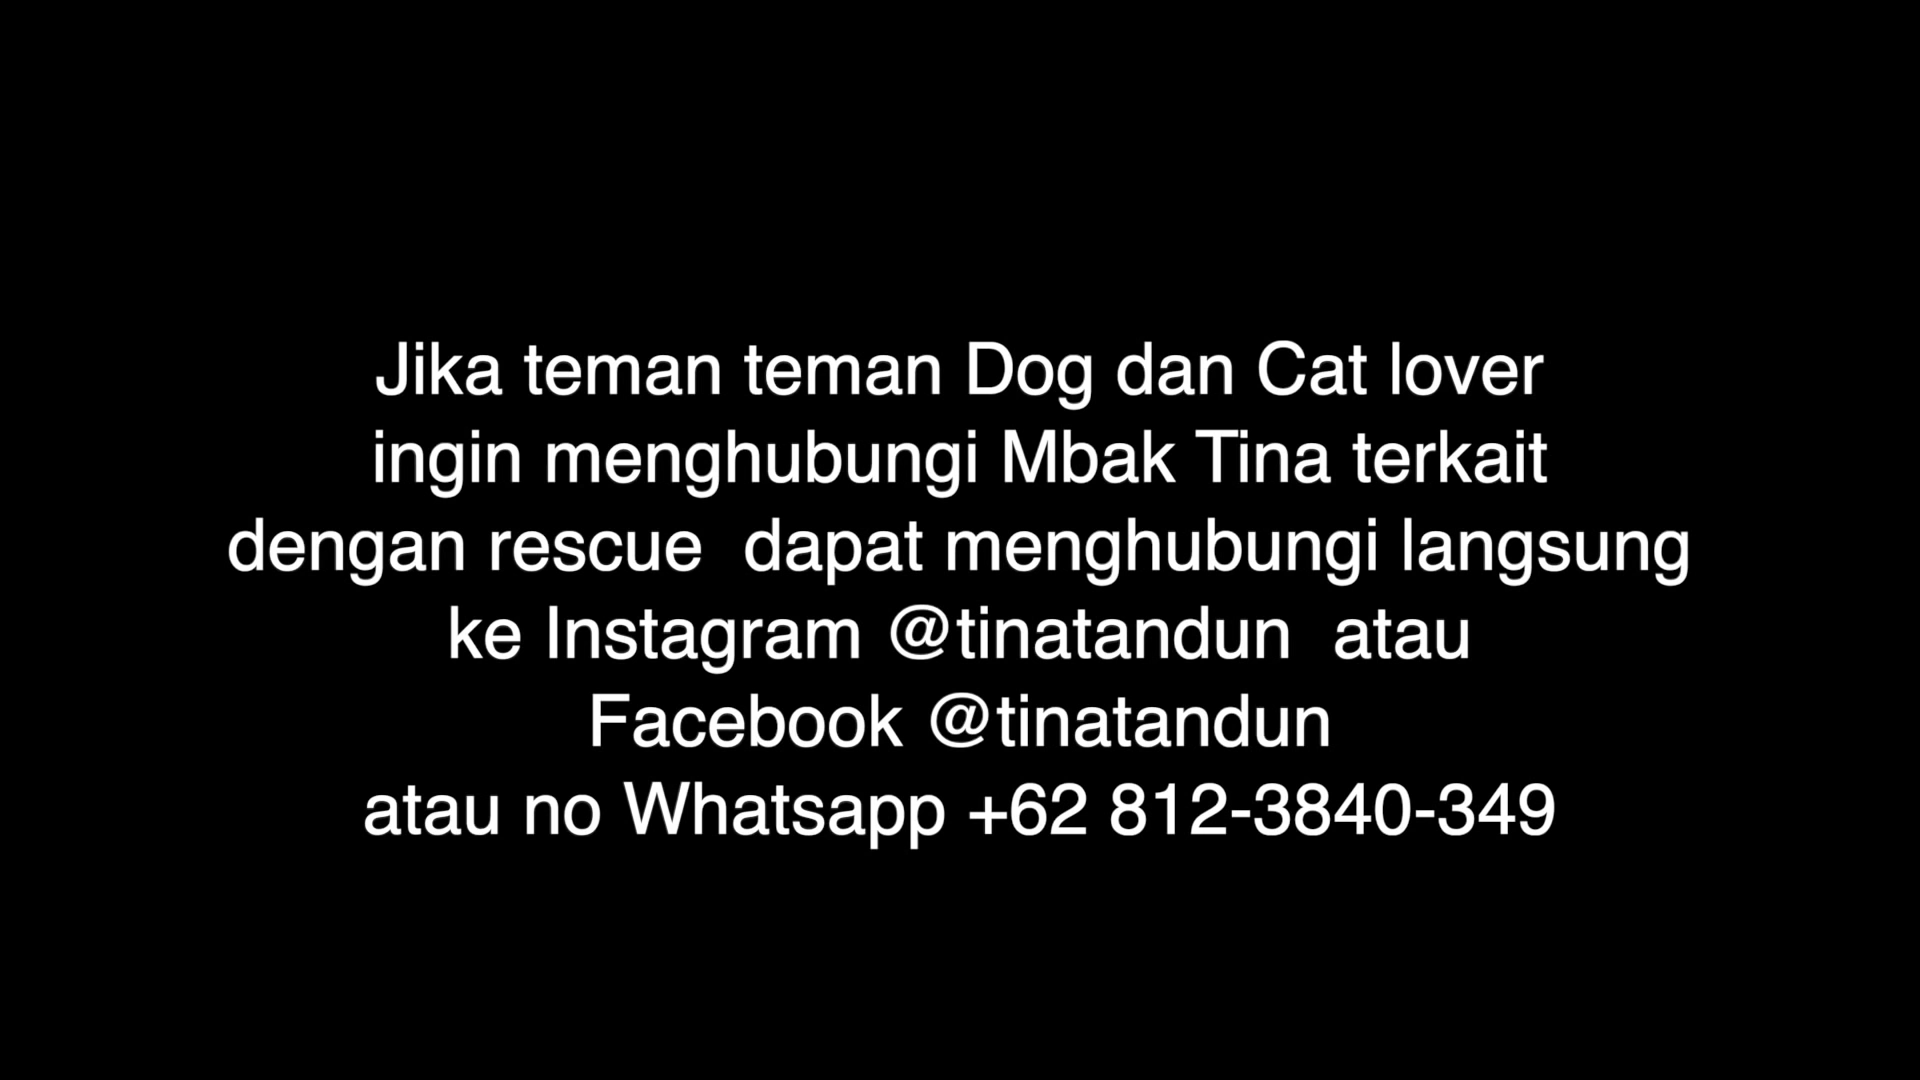 Jika teman teman Dog dan Cat lover
ingin menghubungi Mbak Tina terkait
dengan rescue  dapat menghubungi langsung
ke Instagram @tinatandun  atau
Facebook @tinatandun
atau no Whatsapp +62 812-3840-349